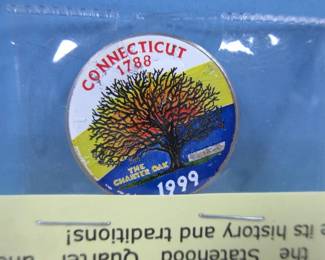 CONNECTICUT
1788
THE
CHARTER OAK
1999
the Statehood Quarter
e its history and traditions!